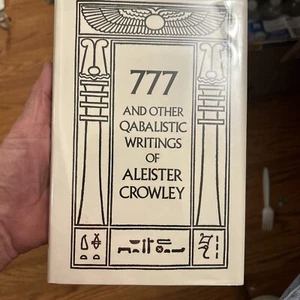 777
AND OTHER
QABALISTIC
WRITINGS
OF
ALEISTER
CROWLEY